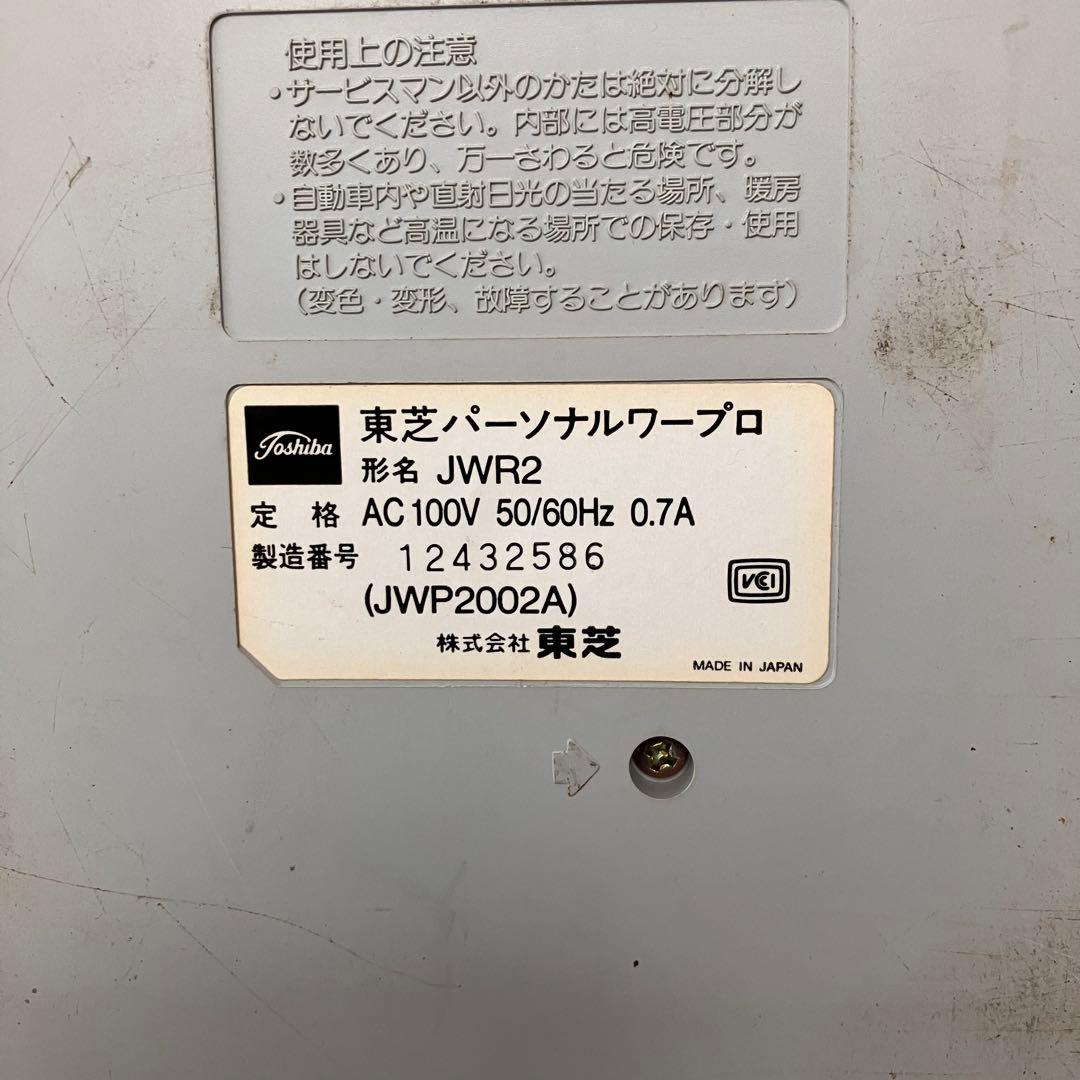 使用上の注意
•サービスマン以外のかたは絶対に分解し
ないでください。内部には高電圧部分が
数多くあり、万一さわると危険です。
•自動車内や直射日光の当たる場所、暖房
器具など高温になる場所での保存・使用
はしないでください。
(変色・変形、故障することがあります)
Toshiba
東芝パーソナルワープロ
形名 JWR2
定 格 AC 100V 50/60Hz 0.7A
製造番号 12432586
(JWP2002A)
VCCI
株式会社 東芝
MADE IN JAPAN